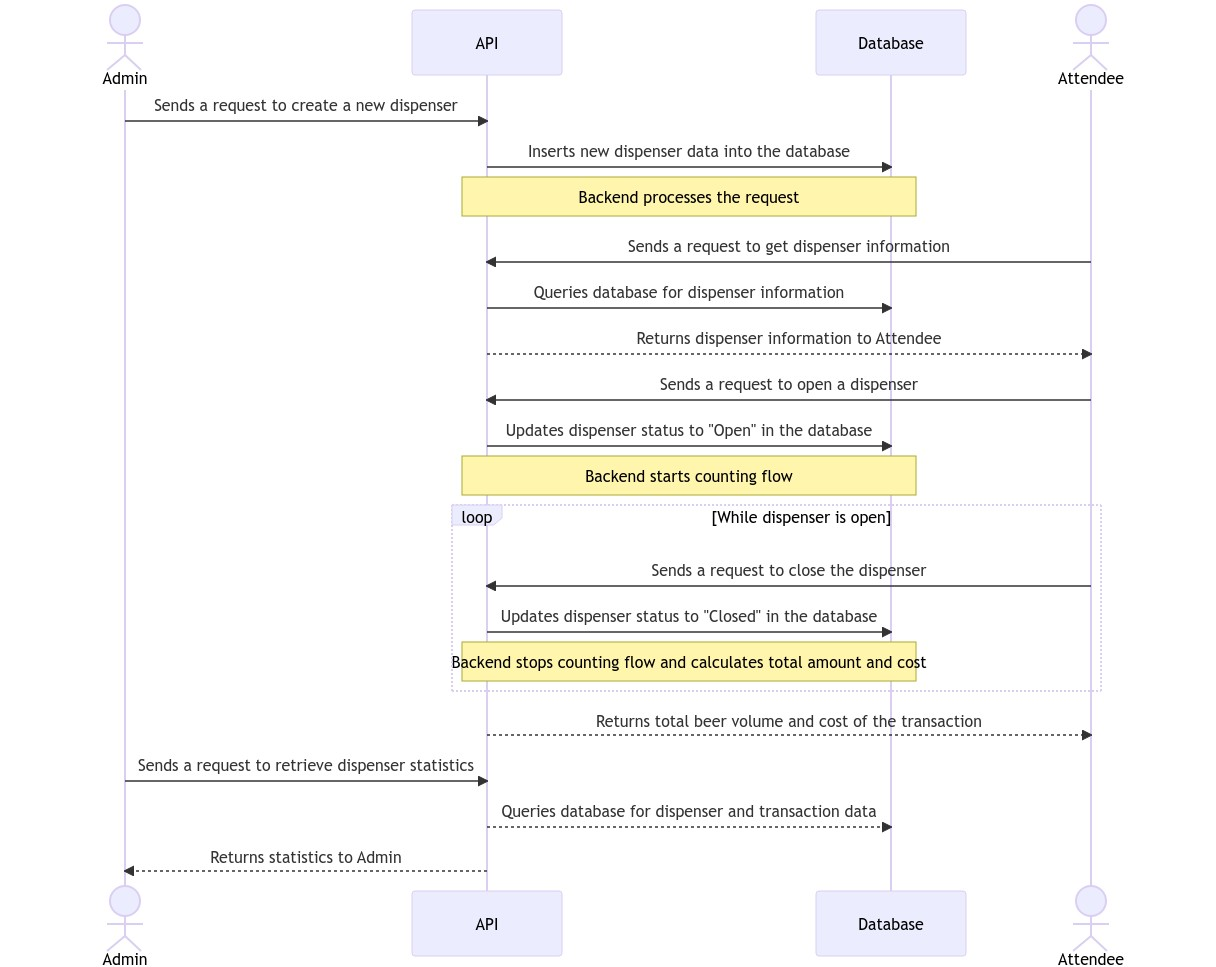 Admin
API
Database
Attendee
Sends a request to create a new dispenser
Inserts new dispenser data into the database
Backend processes the request
Sends a request to get dispenser information
Queries database for dispenser information
Returns dispenser information to Attendee
Sends a request to open a dispenser
Updates dispenser status to "Open" in the database
Backend starts counting flow
loop
[While dispenser is open]
Sends a request to close the dispenser
Updates dispenser status to "Closed" in the database
Backend stops counting flow and calculates total amount and cost
Returns total beer volume and cost of the transaction
Sends a request to retrieve dispenser statistics
Queries database for dispenser and transaction data
Returns statistics to Admin
Admin
API
Database
Attendee